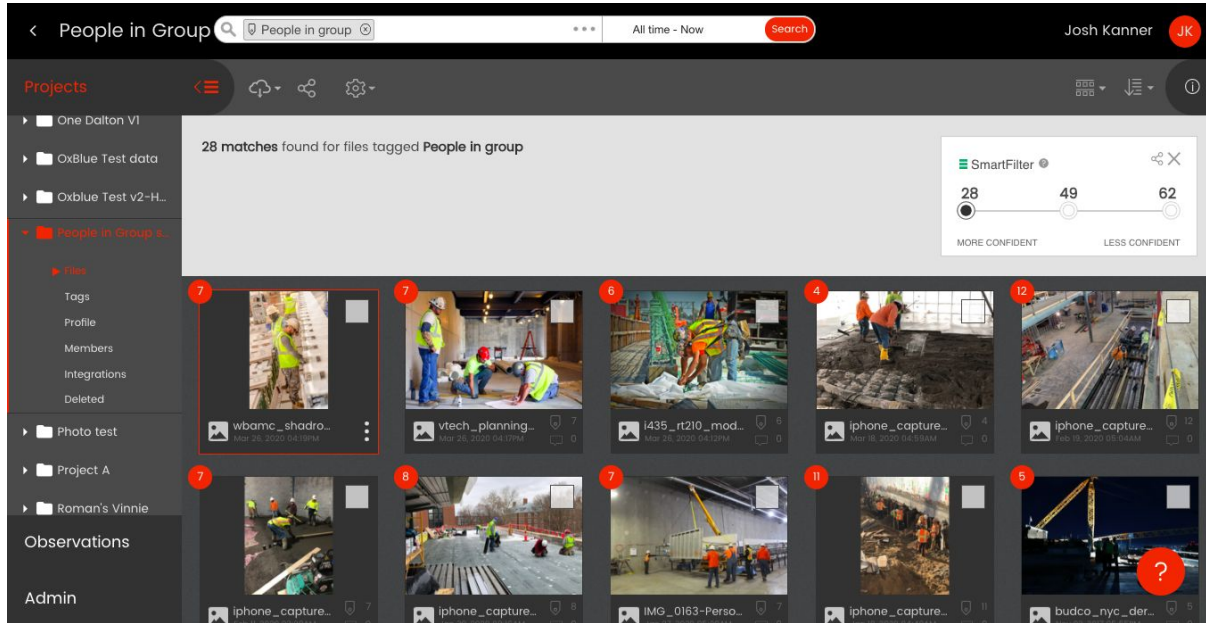 People in Group
People in group
All time - Now
Search
Josh Kanner
JK
Projects
One Dalton V1
OxBlue Test data
Oxblue Test v2-H...
People in Group s...
Files
Tags
Profile
Members
Integrations
Deleted
Photo test
Project A
Roman's Vinnie
Observations
Admin
28 matches found for files tagged People in group
SmartFilter
28 49 62
MORE CONFIDENT LESS CONFIDENT
7
wbamc_shadro...
Mar 26, 2020 04:19PM
7
vtech_planning...
7
Mar 26, 2020 04:17PM
0
6
i435_rt210_mod...
6
Mar 26, 2020 04:12PM
0
4
iphone_capture...
4
Mar 18, 2020 04:59AM
0
12
iphone_capture...
12
Feb 19, 2020 05:04AM
0
7
iphone_capture...
7
8
iphone_capture...
8
7
IMG_0163-Perso...
7
11
iphone_capture...
11
5
budco_nyc_der...
5
?